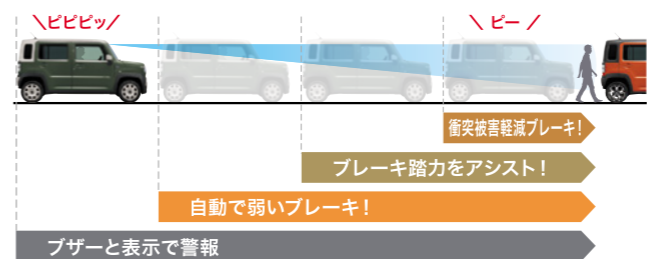 ピピピッ
ピー
衝突被害軽減ブレーキ!
ブレーキ踏力をアシスト!
自動で弱いブレーキ!
ブザーと表示で警報